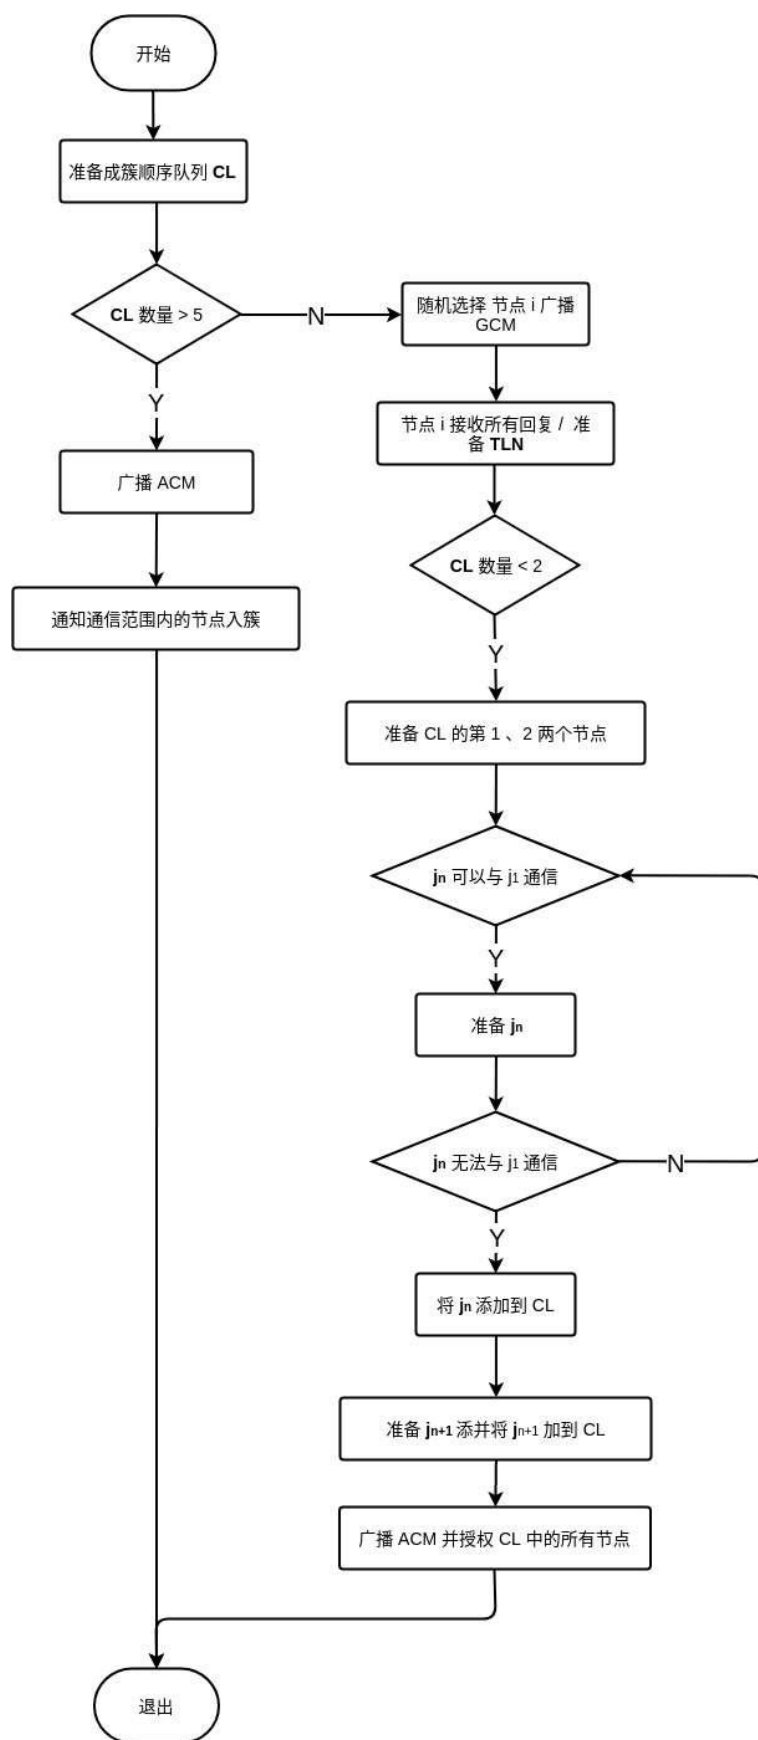 开始
准备成簇顺序队列 CL
CL 数量 > 5
N
随机选择 节点 i 广播
GCM
Y
节点 i 接收所有回复 / 准
备 TLN
广播 ACM
CL 数量 < 2
通知通信范围内的节点入簇
Y
准备 CL 的第 1 、2 两个节点
jn 可以与 j1 通信
Y
准备 jn
jn 无法与 j1 通信
N
Y
将 jn 添加到 CL
准备 jn+1 添并将 jn+1 加到 CL
广播 ACM 并授权 CL 中的所有节点
退出